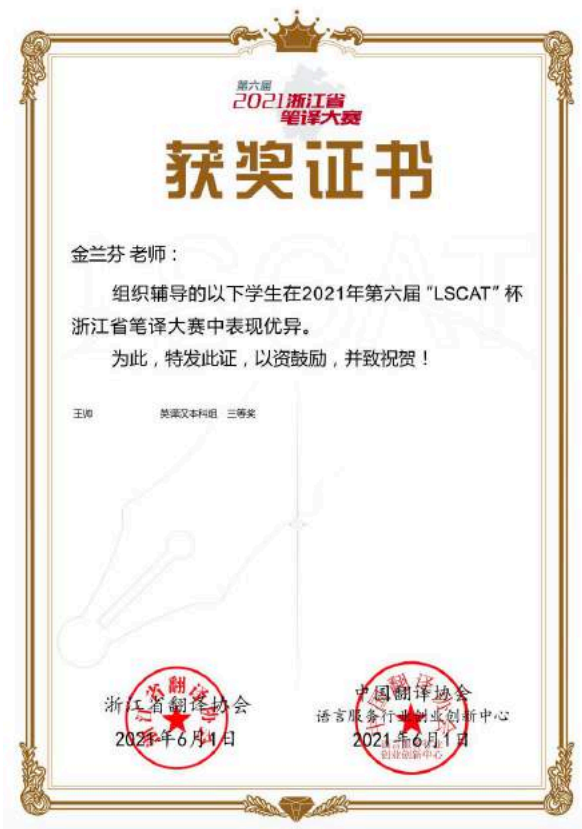 第六届
2021浙江省
笔译大赛
获奖证书
金兰芬 老师：
组织辅导的以下学生在2021年第六届“LSCAT”杯
浙江省笔译大赛中表现优异。
为此，特发此证，以资鼓励，并致祝贺！
王帅 英译汉本科组 三等奖
浙江省翻译协会
2021年6月1日
中国翻译协会
语言服务行业创业创新中心
2021年6月1日
LSCAT